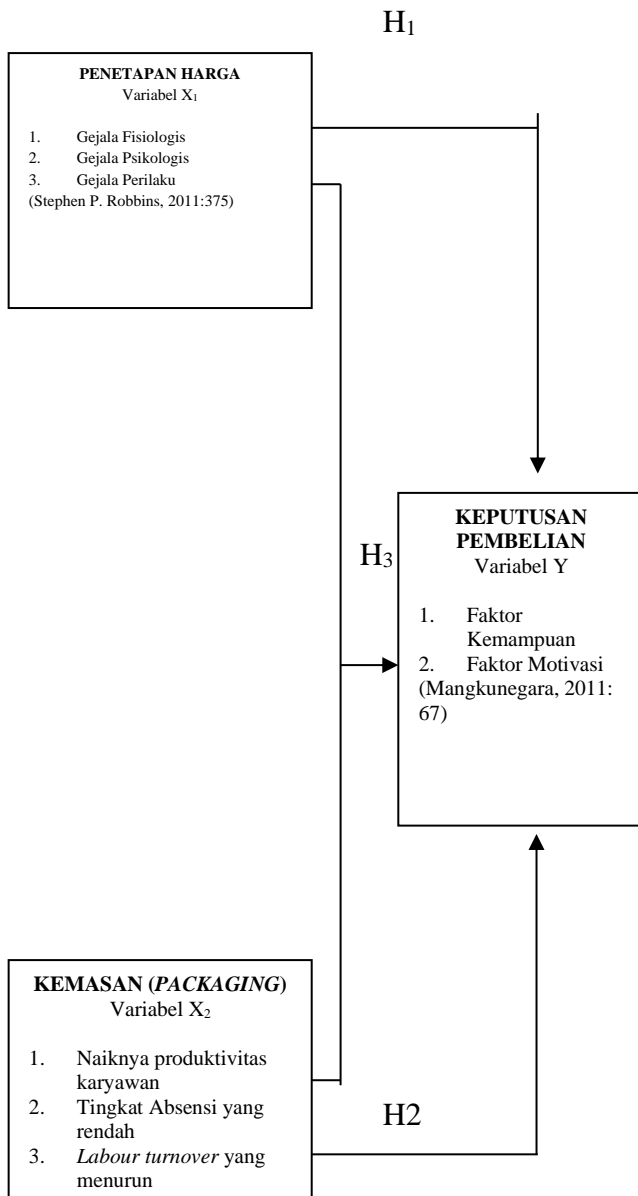 H₁
PENETAPAN HARGA
Variabel X₁
1. Gejala Fisiologis
2. Gejala Psikologis
3. Gejala Perilaku
(Stephen P. Robbins, 2011:375)
KEPUTUSAN
PEMBELIAN
Variabel Y
1. Faktor
Kemampuan
2. Faktor Motivasi
(Mangkunegara, 2011:
67)
H₃
KEMASAN (PACKAGING)
Variabel X₂
1. Naiknya produktivitas
karyawan
2. Tingkat Absensi yang
rendah
3. Labour turnover yang
menurun
H2